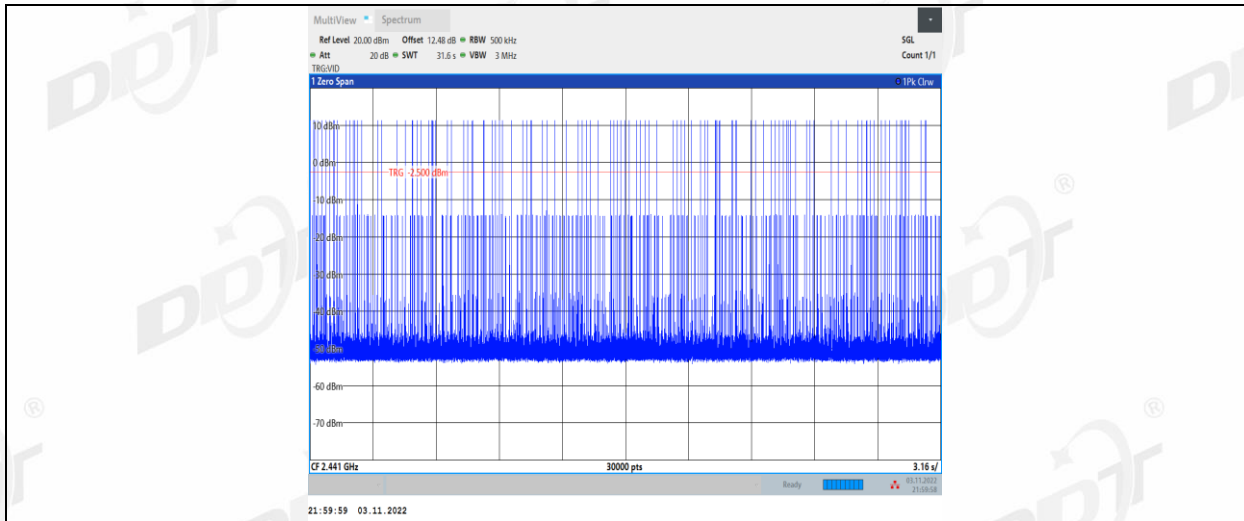 MultiView Spectrum
Ref Level 20.00 dBm Offset 12.48 dB RBW 500 kHz SGL
Att 20 dB SWT 31.6 s VBW 3 MHz Count 1/1
TRG:VID
1 Zero Span 1Pk Clrw
10 dBm
0 dBm
TRG -2.500 dBm
-10 dBm
-20 dBm
-30 dBm
-40 dBm
-50 dBm
-60 dBm
-70 dBm
CF 2.441 GHz 30000 pts 3.16 s/
Ready 03.11.2022
21:59:58
21:59:59 03.11.2022
DDT ®